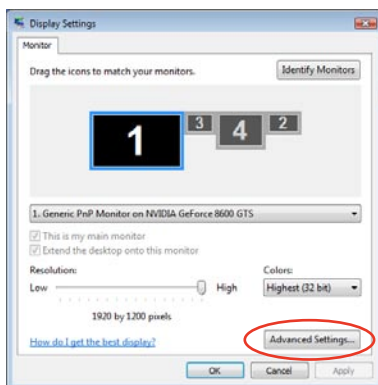 Display Settings
Monitor
Drag the icons to match your monitors.
Identify Monitors
1
3
4
2
1. Generic PnP Monitor on NVIDIA GeForce 8600 GTS
This is my main monitor
Extend the desktop onto this monitor
Resolution:
Colors:
Low
High
Highest (32 bit)
1920 by 1200 pixels
How do I get the best display?
Advanced Settings...
OK
Cancel
Apply